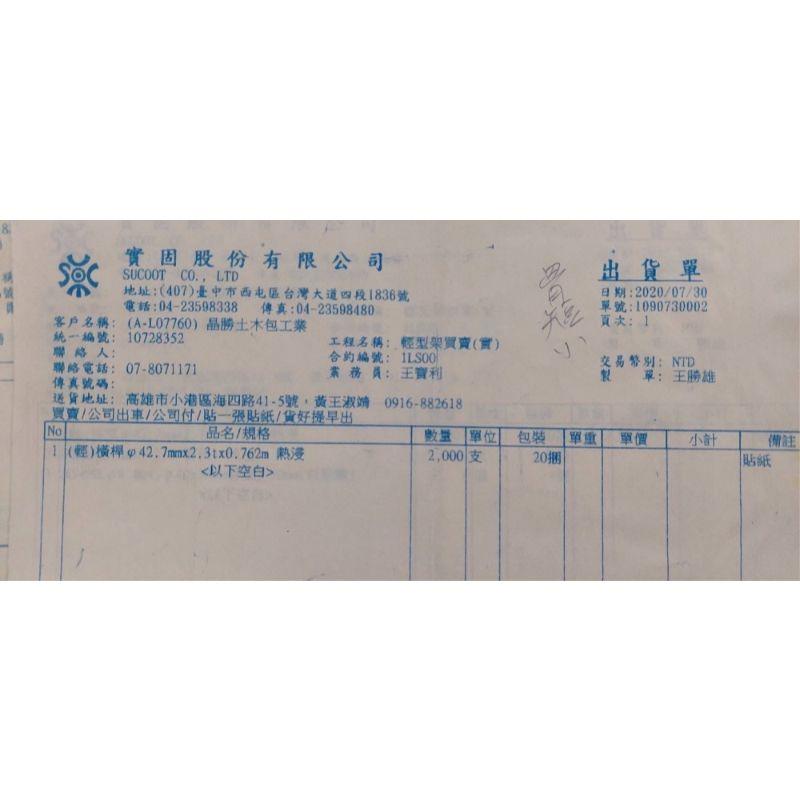 實固股份有限公司
SUCOOT CO., LTD
地址:(407)臺中市西屯區台灣大道四段1836號
電話:04-23598338 傳真:04-23598480
出貨單
日期:2020/07/30
單號:1090730002
頁次: 1
客戶名稱: (A-L07760) 晶勝土木包工業
統一編號: 10728352
工程名稱: 輕型架買賣(實)
聯絡人:
合約編號: 1LS00
交易幣別: NTD
聯絡電話: 07-8071171
業務員: 王寶利
製單: 王勝雄
傳真號碼:
送貨地址: 高雄市小港區海四路41-5號, 黃王淑靖 0916-882618
買賣/公司出車/公司付/貼一張貼紙/貨好提早出
No 品名/規格 數量 單位 包裝 單重 單價 小計 備註
1 (輕)橫桿φ42.7mmx2.3tx0.762m 熱浸 2,000 支 20捆 貼紙
<以下空白>